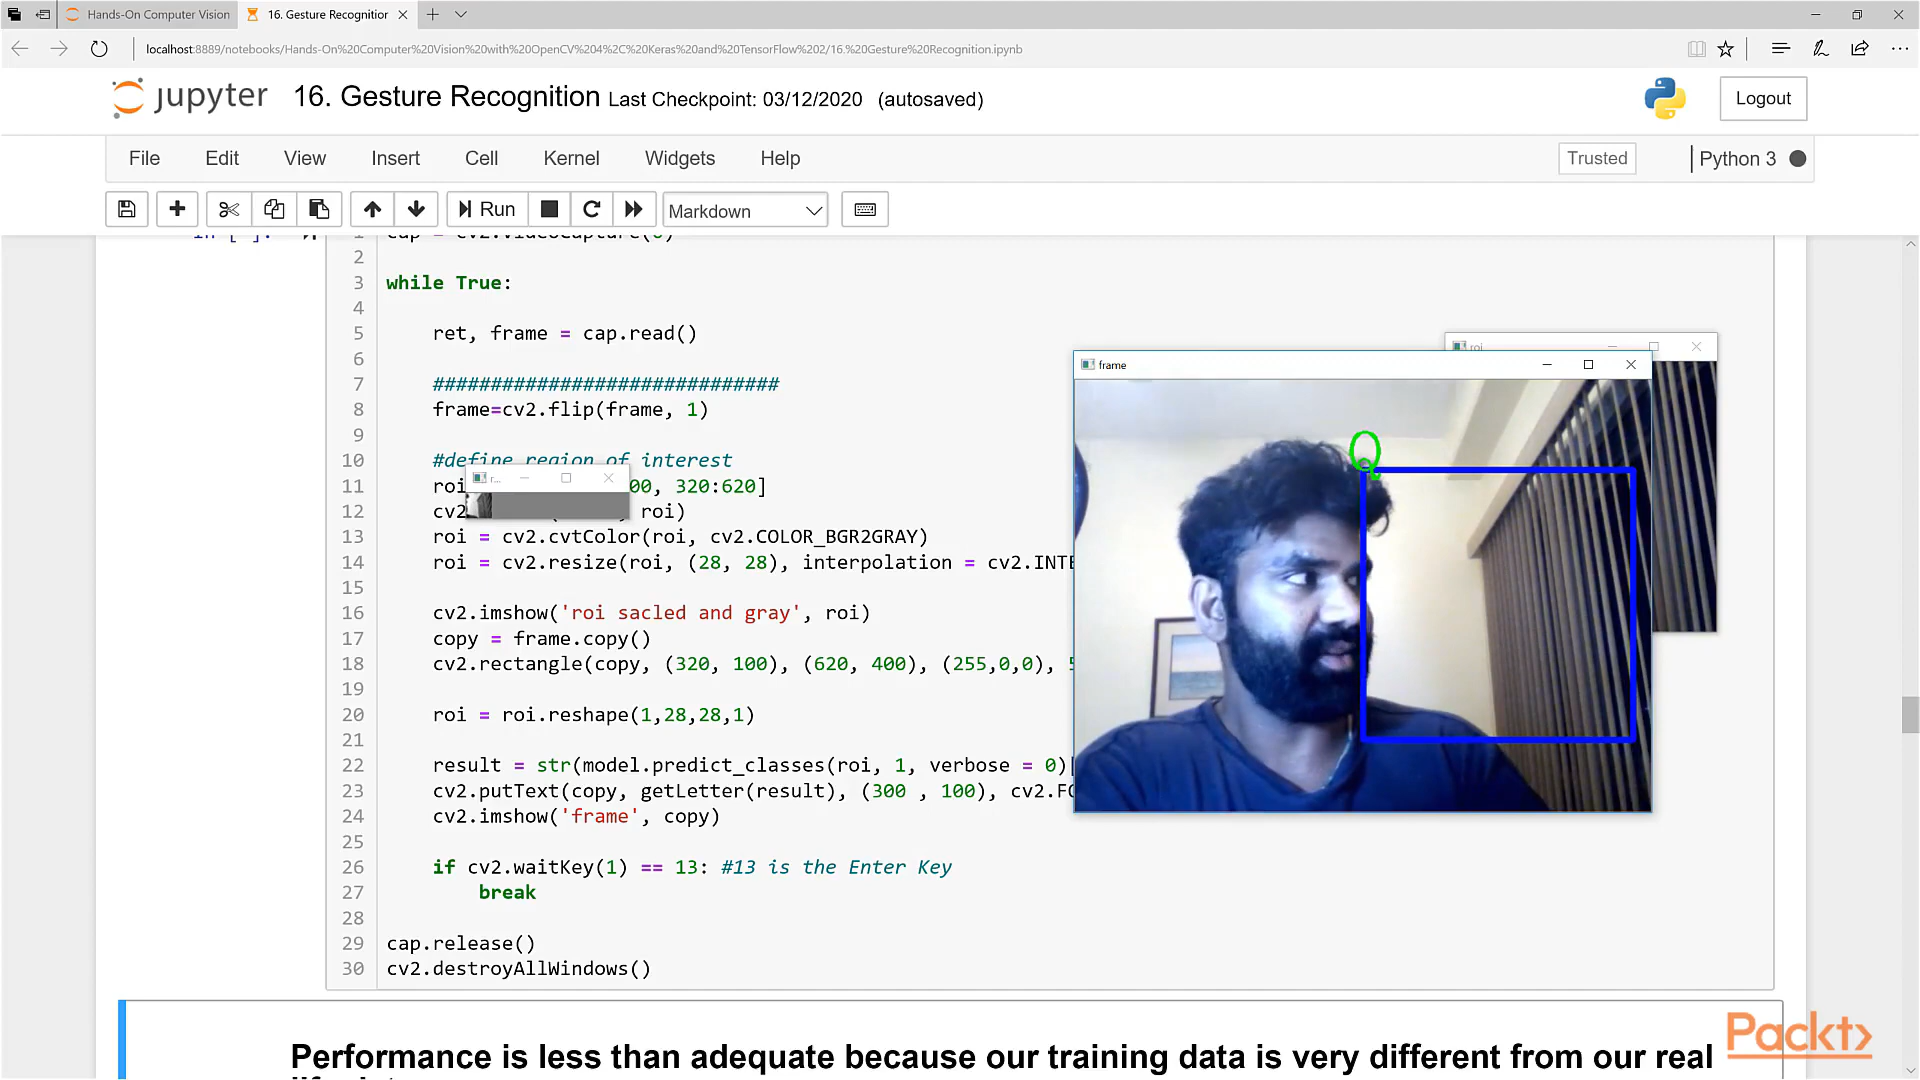 Hands-On Computer Vision
16. Gesture Recognition
localhost:8889/notebooks/Hands-On%20Computer%20Vision%20with%20OpenCV%204%2C%20Keras%20and%20TensorFlow%202/16.%20Gesture%20Recognition.ipynb
jupyter 16. Gesture Recognition Last Checkpoint: 03/12/2020 (autosaved)
Logout
File Edit View Insert Cell Kernel Widgets Help
Trusted Python 3
Run Markdown
1 cap = cv2.VideoCapture(0)
2
3 while True:
4
5 ret, frame = cap.read()
6
7 ##############################
8 frame=cv2.flip(frame, 1)
9
10 #define region of interest
11 roi 00, 320:620]
12 cv2 roi)
13 roi = cv2.cvtColor(roi, cv2.COLOR_BGR2GRAY)
14 roi = cv2.resize(roi, (28, 28), interpolation = cv2.INTE
15
16 cv2.imshow('roi sacled and gray', roi)
17 copy = frame.copy()
18 cv2.rectangle(copy, (320, 100), (620, 400), (255,0,0), 5
19
20 roi = roi.reshape(1,28,28,1)
21
22 result = str(model.predict_classes(roi, 1, verbose = 0)[
23 cv2.putText(copy, getLetter(result), (300 , 100), cv2.FO
24 cv2.imshow('frame', copy)
25
26 if cv2.waitKey(1) == 13: #13 is the Enter Key
27 break
28
29 cap.release()
30 cv2.destroyAllWindows()
r...
roi
frame
Q
Performance is less than adequate because our training data is very different from our real
Packt>